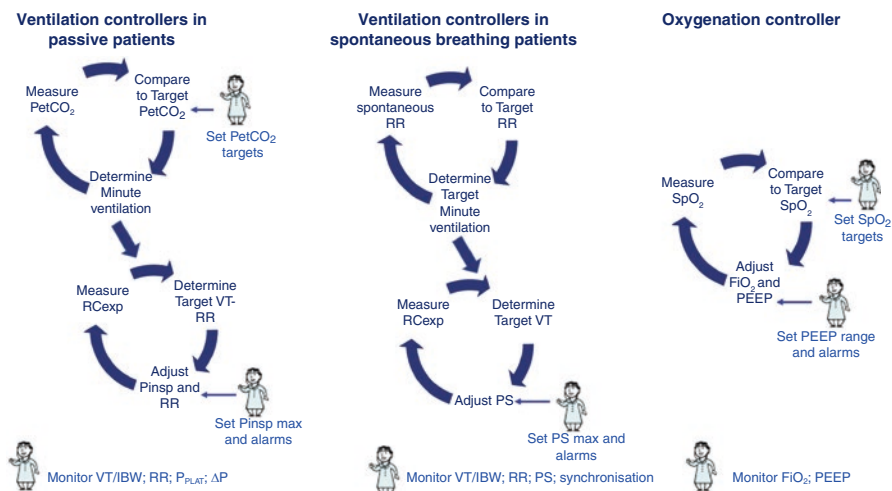 Ventilation controllers in
passive patients
Measure
PetCO₂
Compare
to Target
PetCO₂
Set PetCO₂
targets
Determine
Minute
ventilation
Measure
RCexp
Determine
Target VT-
RR
Adjust
Pinsp and
RR
Set Pinsp max
and alarms
Monitor VT/IBW; RR; P_PLAT; ΔP
Ventilation controllers in
spontaneous breathing patients
Measure
spontaneous
RR
Compare
to Target
RR
Determine
Target
Minute
ventilation
Measure
RCexp
Determine
Target VT
Adjust PS
Set PS max and
alarms
Monitor VT/IBW; RR; PS; synchronisation
Oxygenation controller
Measure
SpO₂
Compare
to Target
SpO₂
Set SpO₂
targets
Adjust
FiO₂ and
PEEP
Set PEEP range
and alarms
Monitor FiO₂; PEEP